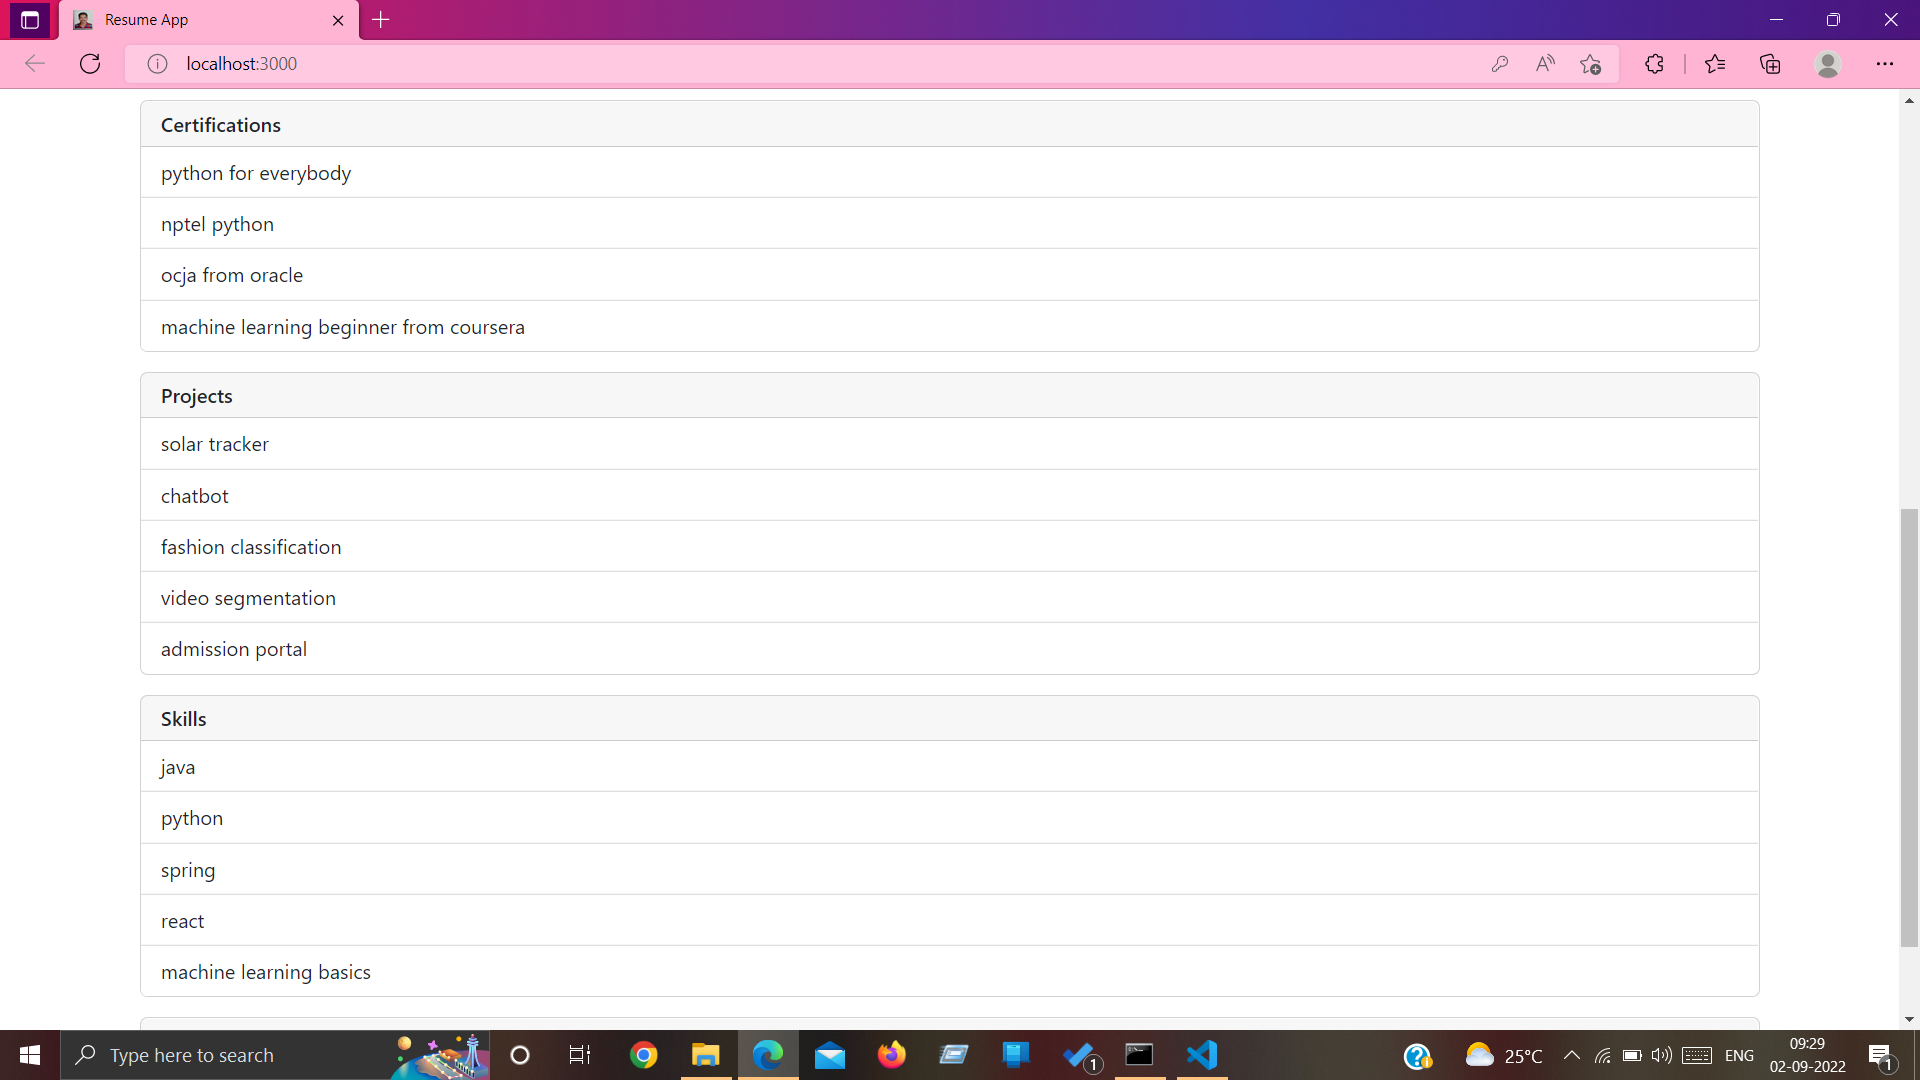 Resume App
localhost:3000
Certifications
python for everybody
nptel python
ocja from oracle
machine learning beginner from coursera
Projects
solar tracker
chatbot
fashion classification
video segmentation
admission portal
Skills
java
python
spring
react
machine learning basics
Type here to search
1
25°C
ENG
09:29
02-09-2022
1